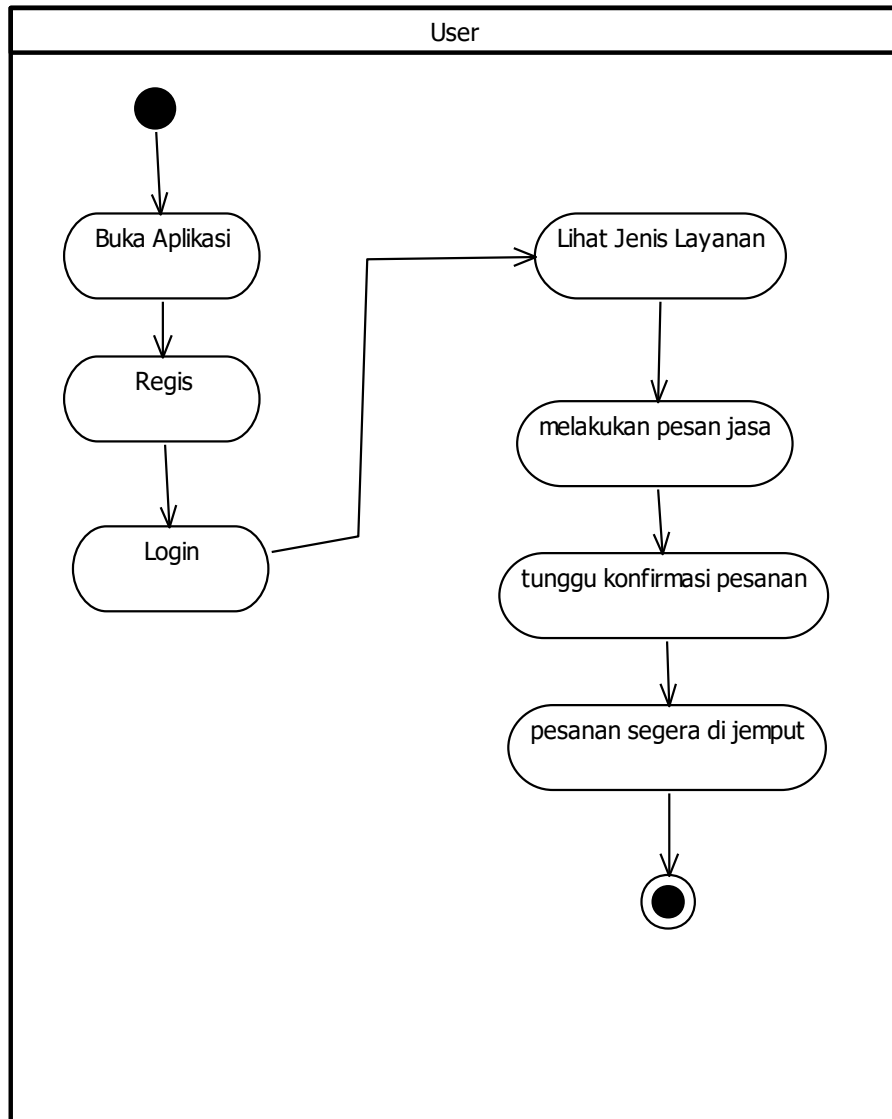 User
Buka Aplikasi
Regis
Login
Lihat Jenis Layanan
melakukan pesan jasa
tunggu konfirmasi pesanan
pesanan segera di jemput